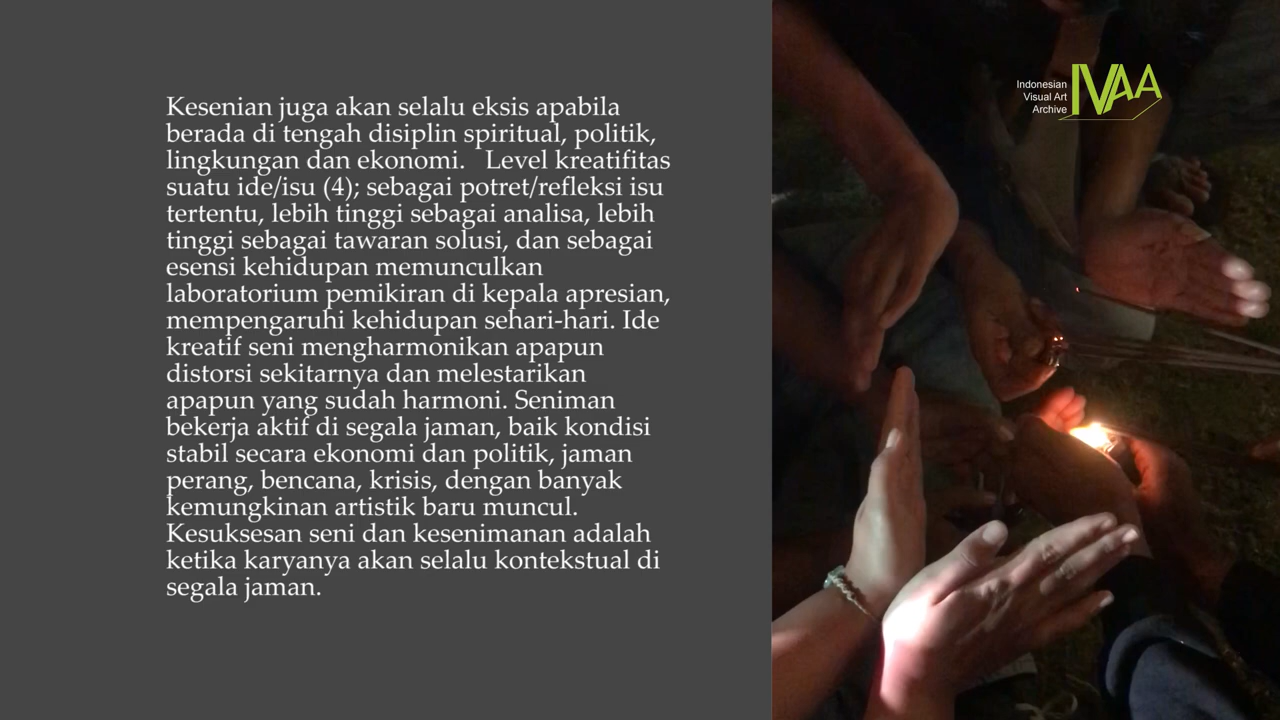 Kesenian juga akan selalu eksis apabila
berada di tengah disiplin spiritual, politik,
lingkungan dan ekonomi.   Level kreatifitas
suatu ide/isu (4); sebagai potret/refleksi isu
tertentu, lebih tinggi sebagai analisa, lebih
tinggi sebagai tawaran solusi, dan sebagai
esensi kehidupan memunculkan
laboratorium pemikiran di kepala apresian,
mempengaruhi kehidupan sehari-hari. Ide
kreatif seni mengharmonikan apapun
distorsi sekitarnya dan melestarikan
apapun yang sudah harmoni. Seniman
bekerja aktif di segala jaman, baik kondisi
stabil secara ekonomi dan politik, jaman
perang, bencana, krisis, dengan banyak
kemungkinan artistik baru muncul.
Kesuksesan seni dan kesenimanan adalah
ketika karyanya akan selalu kontekstual di
segala jaman.
Indonesian
Visual Art
Archive
IVAA